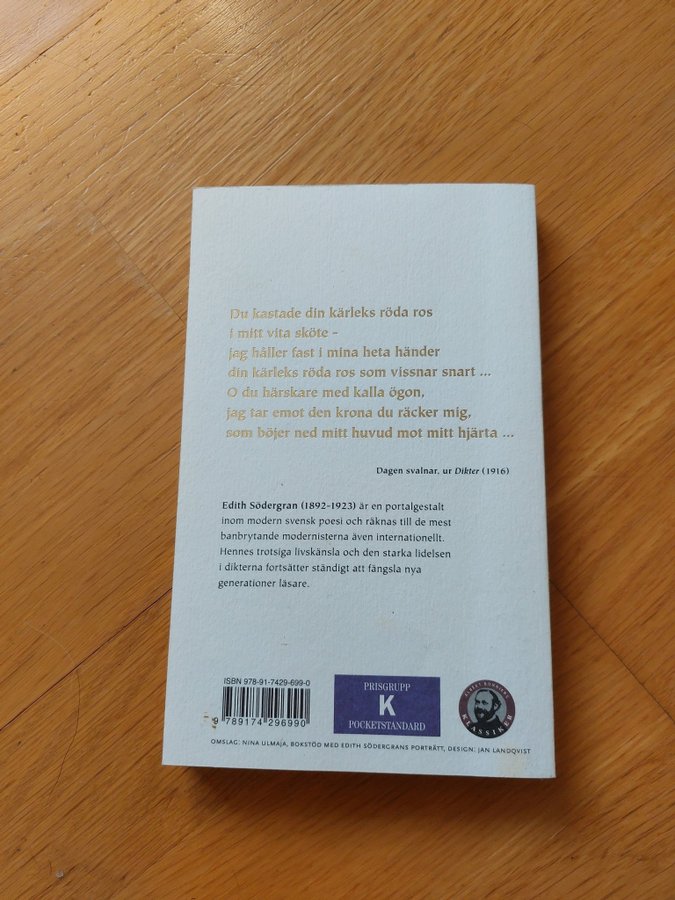 Du kastade din kärleks röda ros
i mitt vita sköte –
jag håller fast i mina heta händer
din kärleks röda ros som vissnar snart ...
O du härskare med kalla ögon,
jag tar emot den krona du räcker mig,
som böjer ned mitt huvud mot mitt hjärta ...
Dagen svalnar, ur Dikter (1916)
Edith Södergran (1892–1923) är en portalgestalt
inom modern svensk poesi och räknas till de mest
banbrytande modernisterna även internationellt.
Hennes trotsiga livskänsla och den starka lidelsen
i dikterna fortsätter ständigt att fängsla nya
generationer läsare.
ISBN 978-91-7429-699-0
9 789174 296990
PRISGRUPP
K
POCKETSTANDARD
ALBERT BONNIERS
KLASSIKER
OMSLAG: NINA ULMAJA, BOKSTÖD MED EDITH SÖDERGRANS PORTRÄTT, DESIGN: JAN LANDQVIST